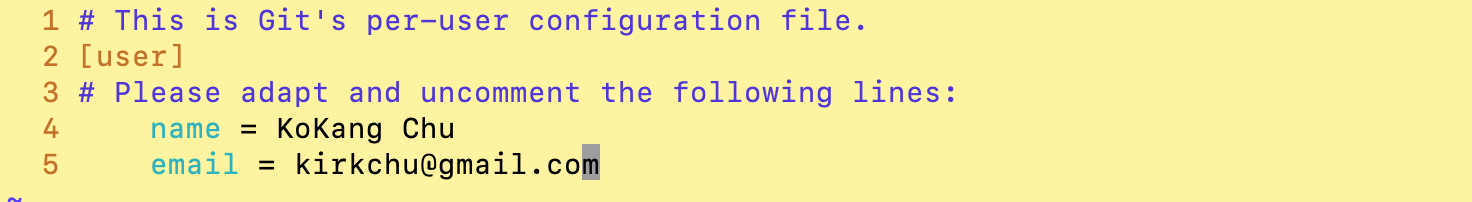 1 # This is Git's per-user configuration file.
2 [user]
3 # Please adapt and uncomment the following lines:
4     name = KoKang Chu
5     email = kirkchu@gmail.com
~